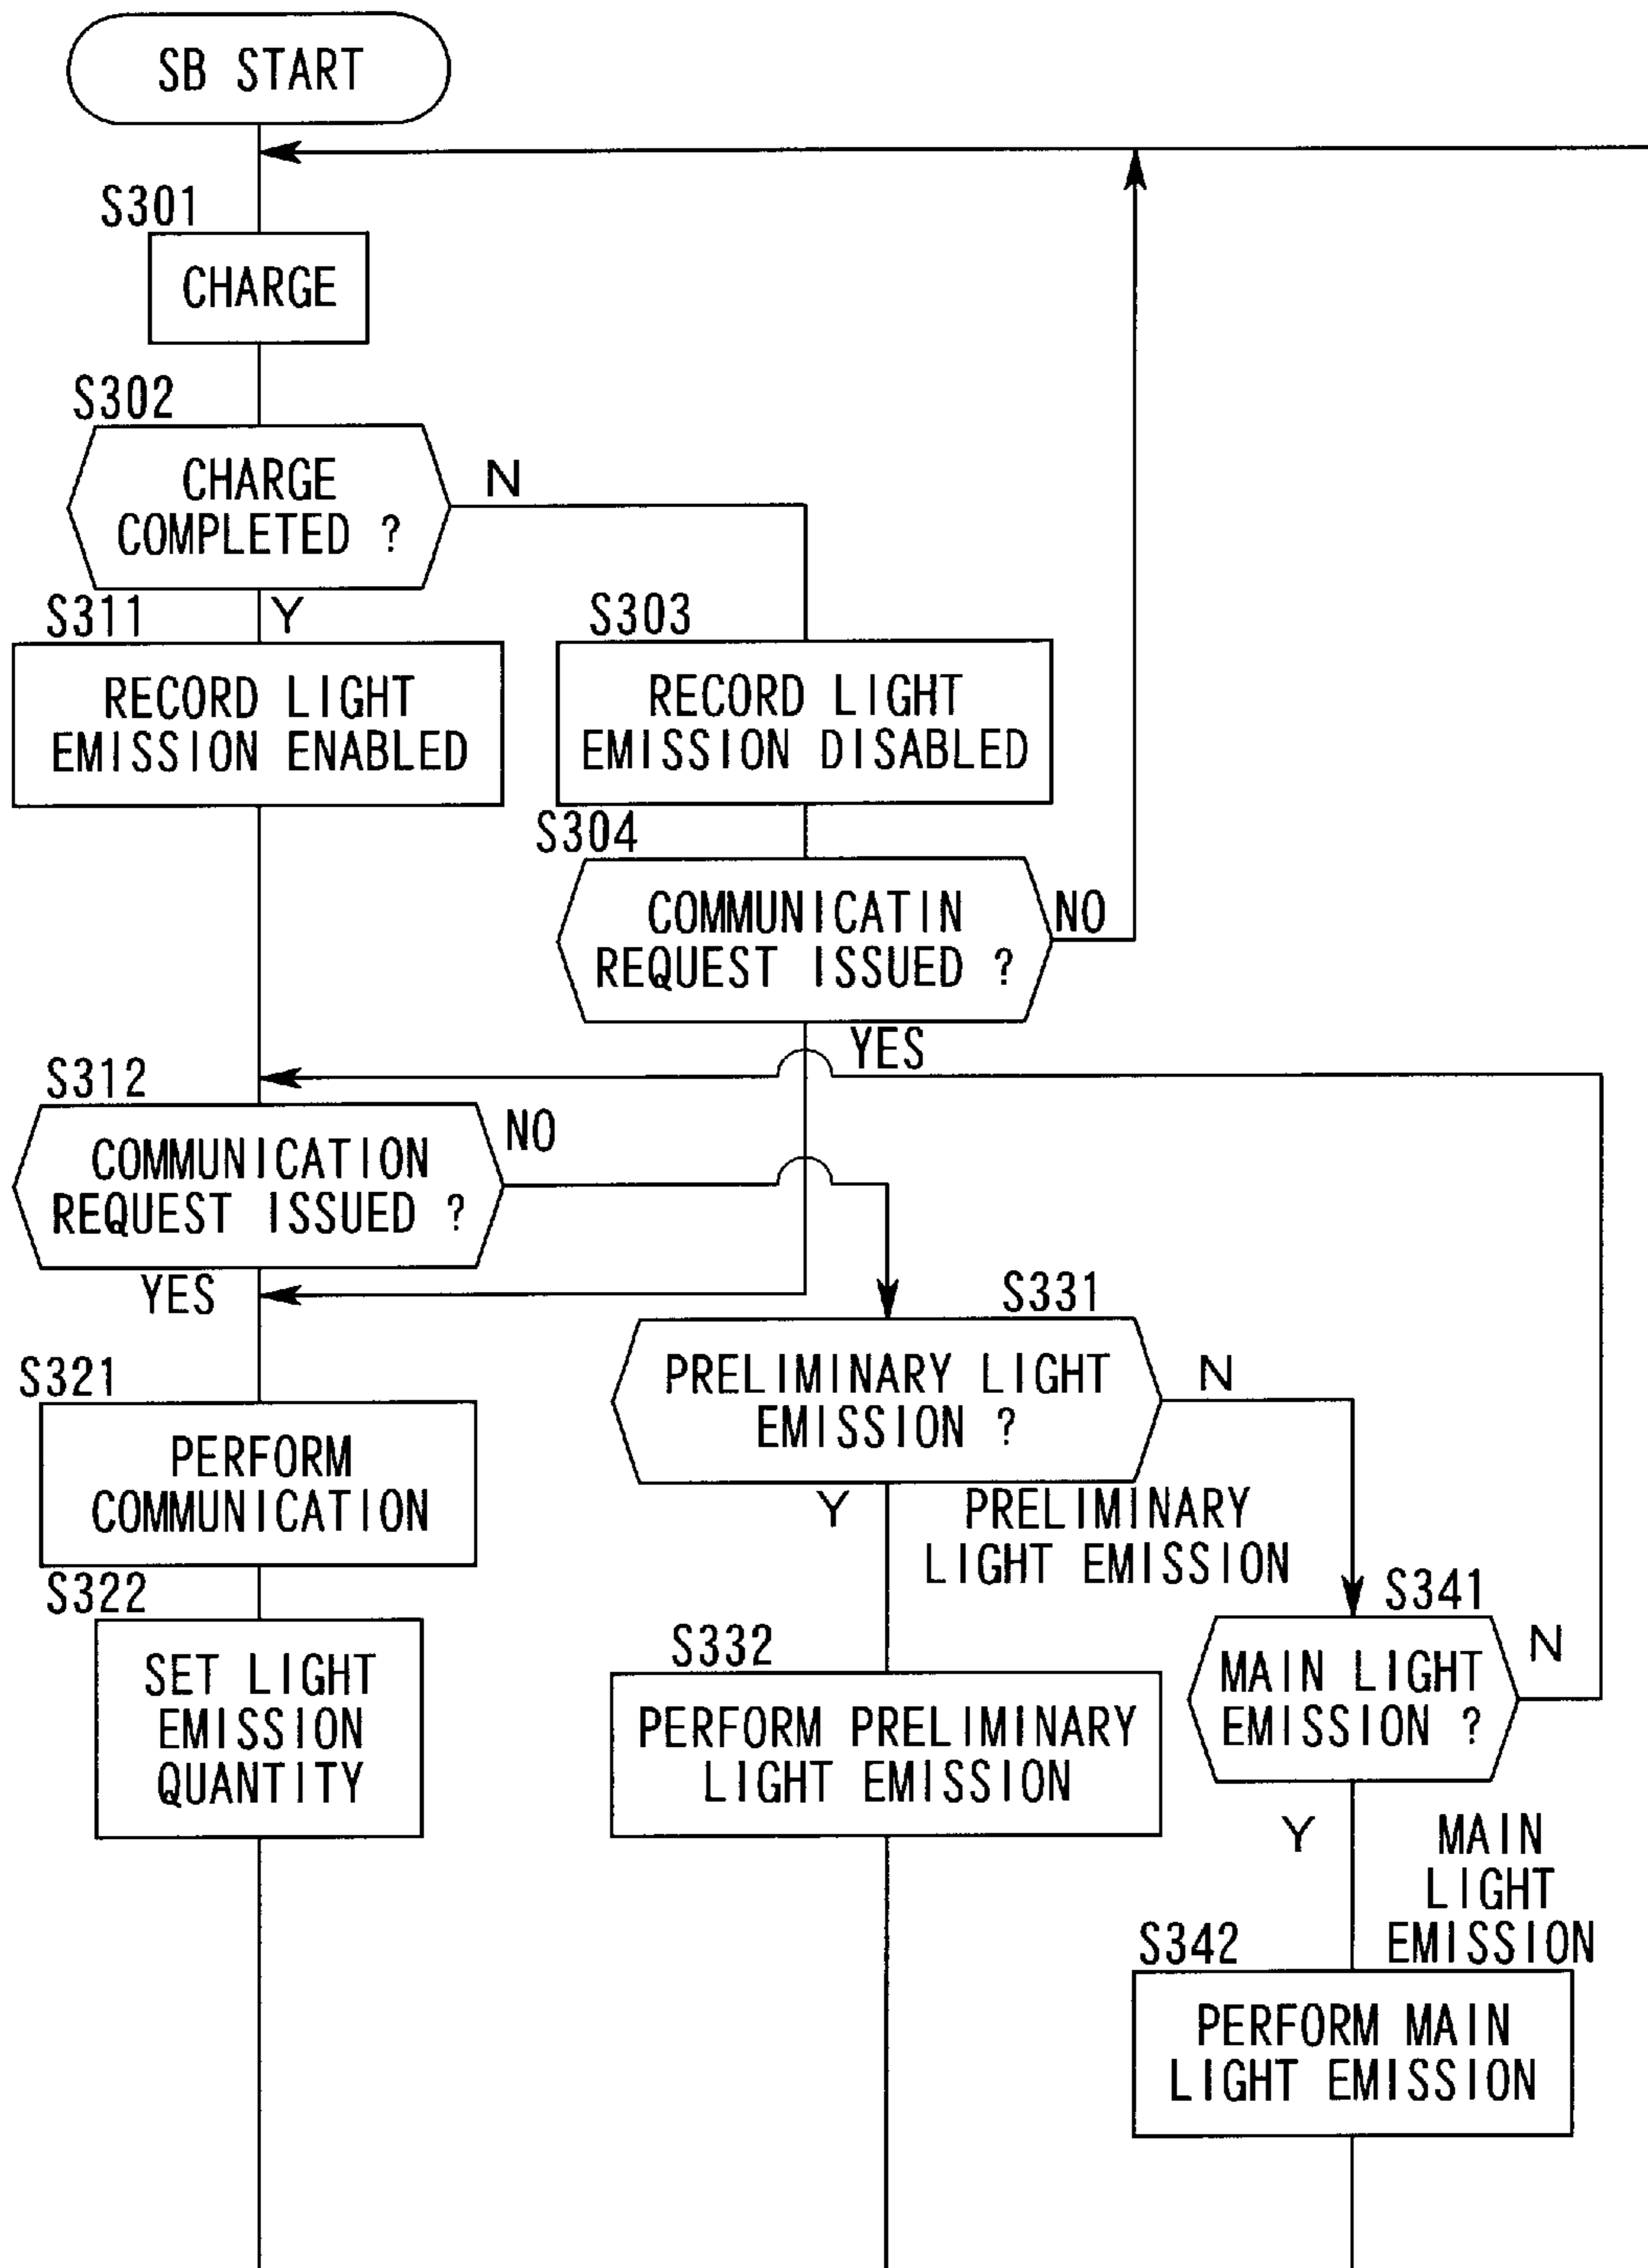 SB START
S301
CHARGE
S302
CHARGE
COMPLETED ?
N
Y
S311
RECORD LIGHT
EMISSION ENABLED
S303
RECORD LIGHT
EMISSION DISABLED
S304
COMMUNICATIN
REQUEST ISSUED ?
NO
YES
S312
COMMUNICATION
REQUEST ISSUED ?
NO
YES
S321
PERFORM
COMMUNICATION
S322
SET LIGHT
EMISSION
QUANTITY
S331
PRELIMINARY LIGHT
EMISSION ?
N
Y
PRELIMINARY
LIGHT EMISSION
S332
PERFORM PRELIMINARY
LIGHT EMISSION
S341
MAIN LIGHT
EMISSION ?
N
Y
MAIN
LIGHT
EMISSION
S342
PERFORM MAIN
LIGHT EMISSION